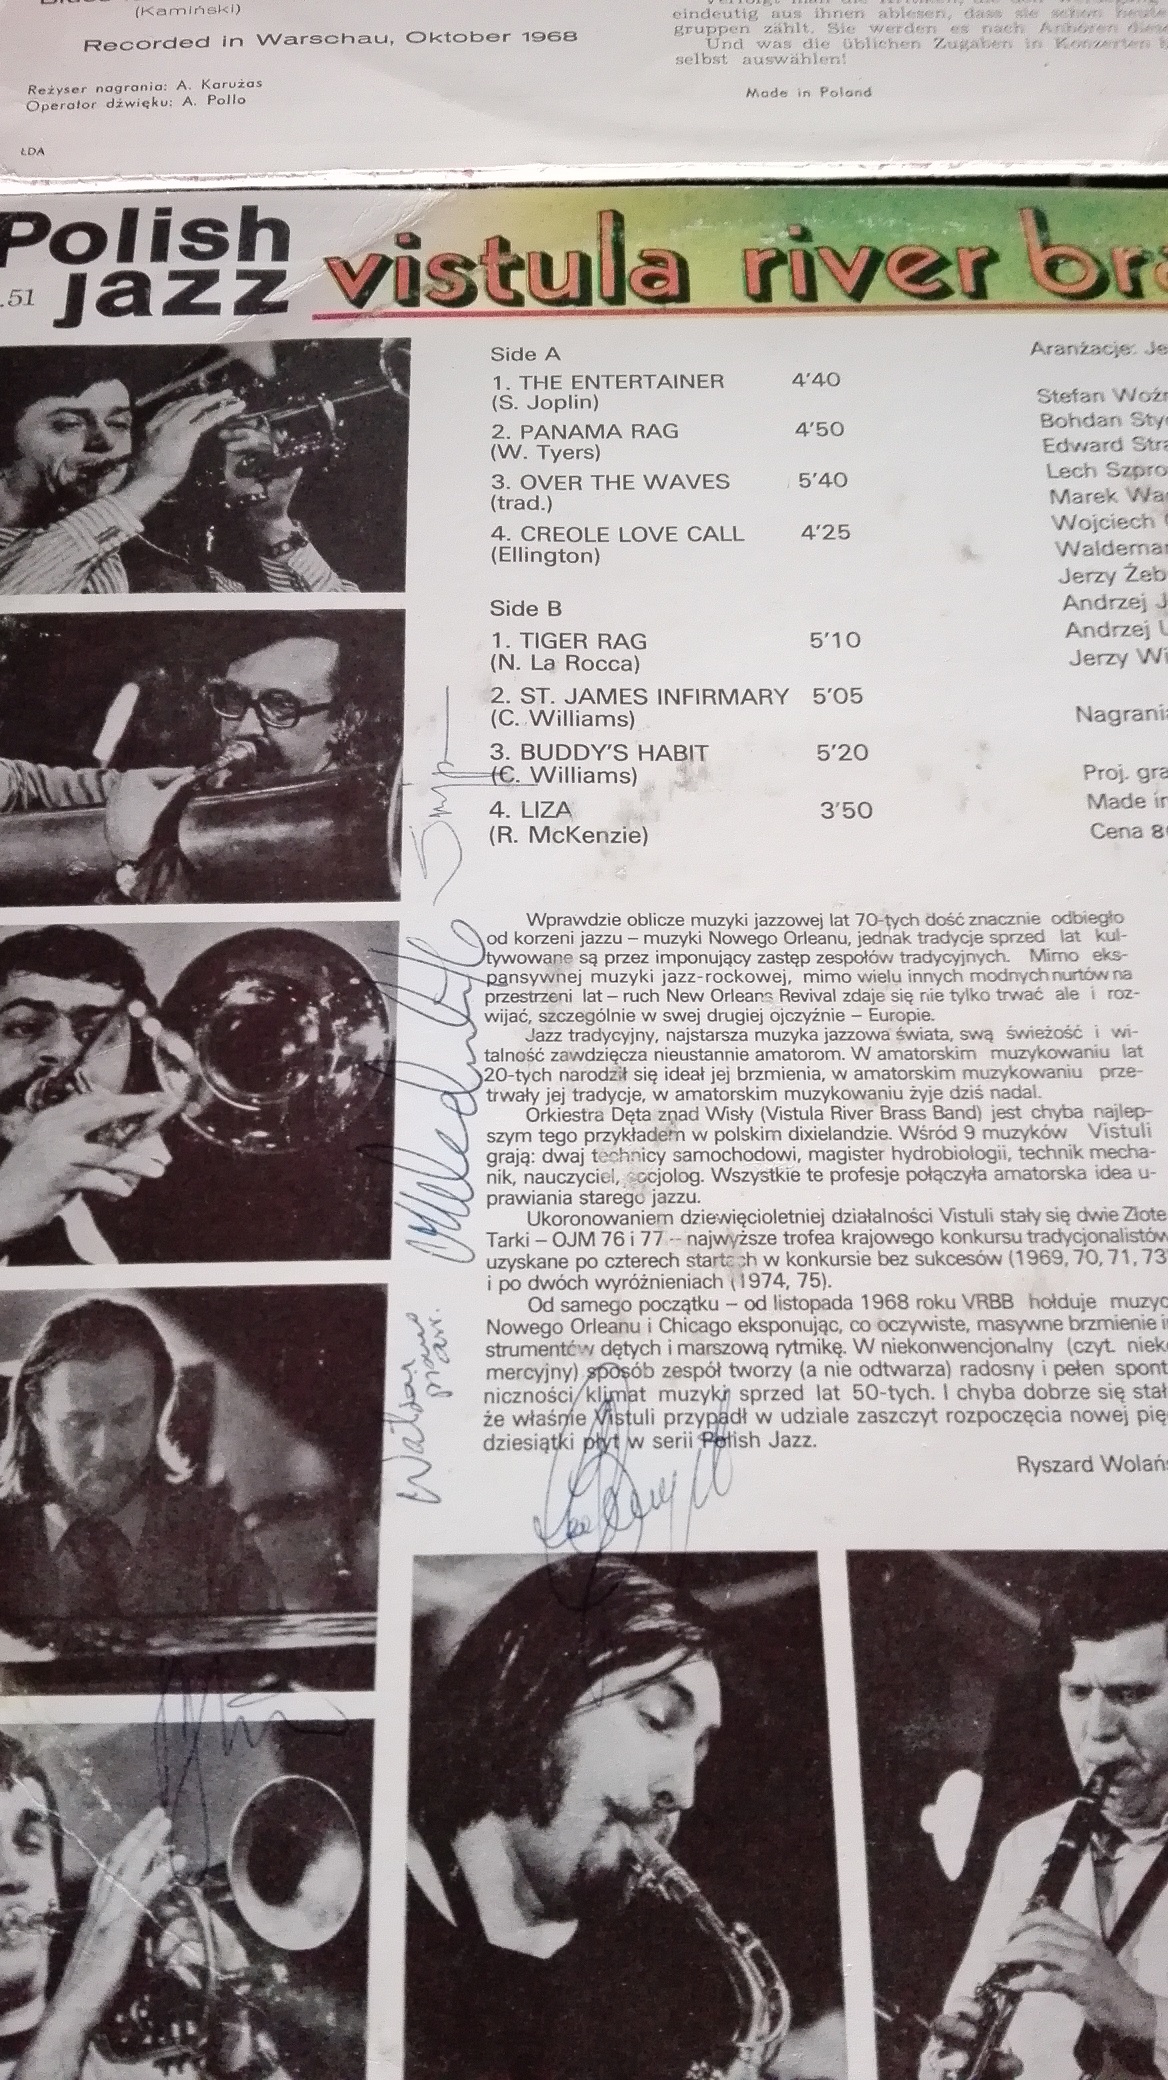 (Kamiński)
Recorded in Warschau, Oktober 1968
Reżyser nagrania: A. Karużas
Operator dźwięku: A. Pollo
ŁDA
eindeutig aus ihnen ablesen, dass sie schon heute
gruppen zählt. Sie werden es nach Anhören diese
Und was die üblichen Zugaben in Konzerten
selbst auswählen!
Made in Poland
Polish
jazz
.51
vistula river bra
Side A
1. THE ENTERTAINER 4'40
(S. Joplin)
2. PANAMA RAG 4'50
(W. Tyers)
3. OVER THE WAVES 5'40
(trad.)
4. CREOLE LOVE CALL 4'25
(Ellington)
Side B
1. TIGER RAG 5'10
(N. La Rocca)
2. ST. JAMES INFIRMARY 5'05
(C. Williams)
3. BUDDY'S HABIT 5'20
(C. Williams)
4. LIZA 3'50
(R. McKenzie)
Aranżacje: Je
Stefan Woźn
Bohdan Sty
Edward Stra
Lech Szpro
Marek Wa
Wojciech
Waldemar
Jerzy Żeb
Andrzej J
Andrzej
Jerzy Wi
Nagrania
Proj. gra
Made in
Cena 8
Wprawdzie oblicze muzyki jazzowej lat 70-tych dość znacznie odbiegło
od korzeni jazzu – muzyki Nowego Orleanu, jednak tradycje sprzed lat kul-
tywowane są przez imponujący zastęp zespołów tradycyjnych. Mimo eks-
pansywnej muzyki jazz-rockowej, mimo wielu innych modnych nurtów na
przestrzeni lat – ruch New Orleans Revival zdaje się nie tylko trwać ale i roz-
wijać, szczególnie w swej drugiej ojczyźnie – Europie.
Jazz tradycyjny, najstarsza muzyka jazzowa świata, swą świeżość i wi-
talność zawdzięcza nieustannie amatorom. W amatorskim muzykowaniu lat
20-tych narodził się ideał jej brzmienia, w amatorskim muzykowaniu prze-
trwały jej tradycje, w amatorskim muzykowaniu żyje dziś nadal.
Orkiestra Dęta znad Wisły (Vistula River Brass Band) jest chyba najlep-
szym tego przykładem w polskim dixielandzie. Wśród 9 muzyków Vistuli
grają: dwaj technicy samochodowi, magister hydrobiologii, technik mecha-
nik, nauczyciel, socjolog. Wszystkie te profesje połączyła amatorska idea u-
prawiania starego jazzu.
Ukoronowaniem dziewięcioletniej działalności Vistuli stały się dwie Złote
Tarki – OJM 76 i 77 – najwyższe trofea krajowego konkursu tradycjonalistów
uzyskane po czterech startach w konkursie bez sukcesów (1969, 70, 71, 73
i po dwóch wyróżnieniach (1974, 75).
Od samego początku – od listopada 1968 roku VRBB hołduje muzyc
Nowego Orleanu i Chicago eksponując, co oczywiste, masywne brzmienie i
strumentów dętych i marszową rytmikę. W niekonwencjonalny (czyt. niek
mercyjny) sposób zespół tworzy (a nie odtwarza) radosny i pełen spont
niczności klimat muzyki sprzed lat 50-tych. I chyba dobrze się stał
że właśnie Vistuli przypadł w udziale zaszczyt rozpoczęcia nowej pię
dziesiątki płyt w serii Polish Jazz.
Ryszard Wolańs